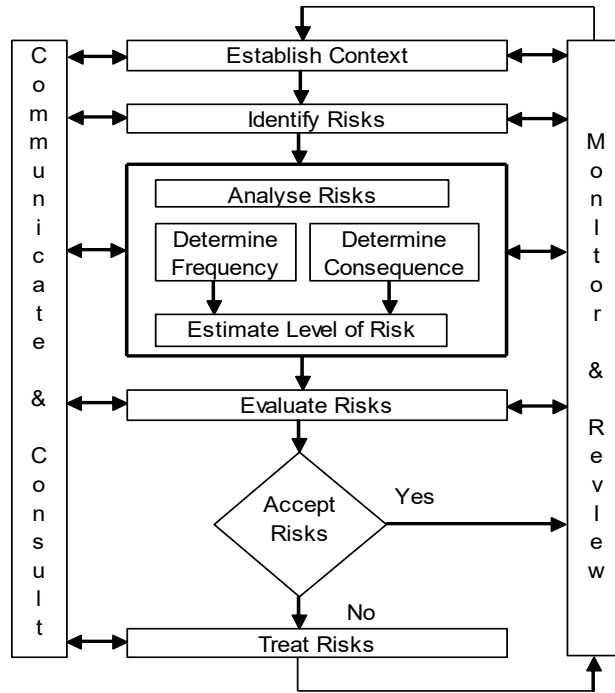 Communicate & Consult
Establish Context
Identify Risks
Analyse Risks
Determine
Frequency
Determine
Consequence
Estimate Level of Risk
Evaluate Risks
Accept
Risks
Yes
No
Treat Risks
MonItor & RevIew